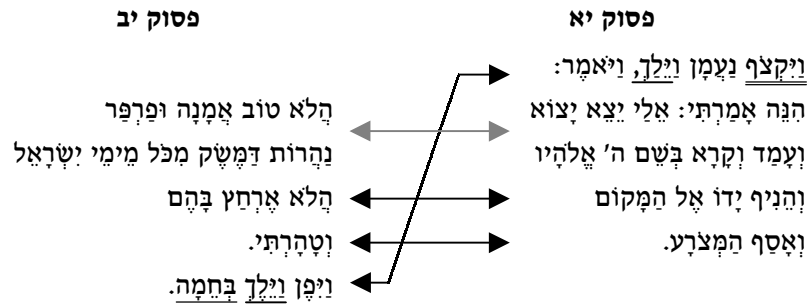 פסוק יא
וַיִּקְצֹף נַעֲמָן וַיֵּלַךְ, וַיֹּאמֶר:
הִנֵּה אָמַרְתִּי: אֵלַי יֵצֵא יָצוֹא
וְעָמַד וְקָרָא בְּשֵׁם ה' אֱלֹהָיו
וְהֵנִיף יָדוֹ אֶל הַמָּקוֹם
וְאָסַף הַמְּצֹרָע.
פסוק יב
הֲלֹא טוֹב אֲמָנָה וּפַרְפַּר
נַהֲרוֹת דַּמֶּשֶׂק מִכֹּל מֵימֵי יִשְׂרָאֵל
הֲלֹא אֶרְחַץ בָּהֶם
וְטָהָרְתִּי.
וַיִּפֶן וַיֵּלֶךְ בְּחֵמָה.